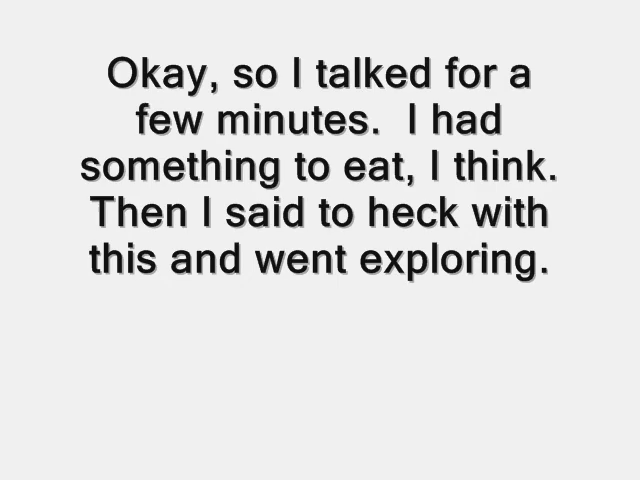 Okay, so I talked for a
few minutes.  I had
something to eat, I think.
Then I said to heck with
this and went exploring.